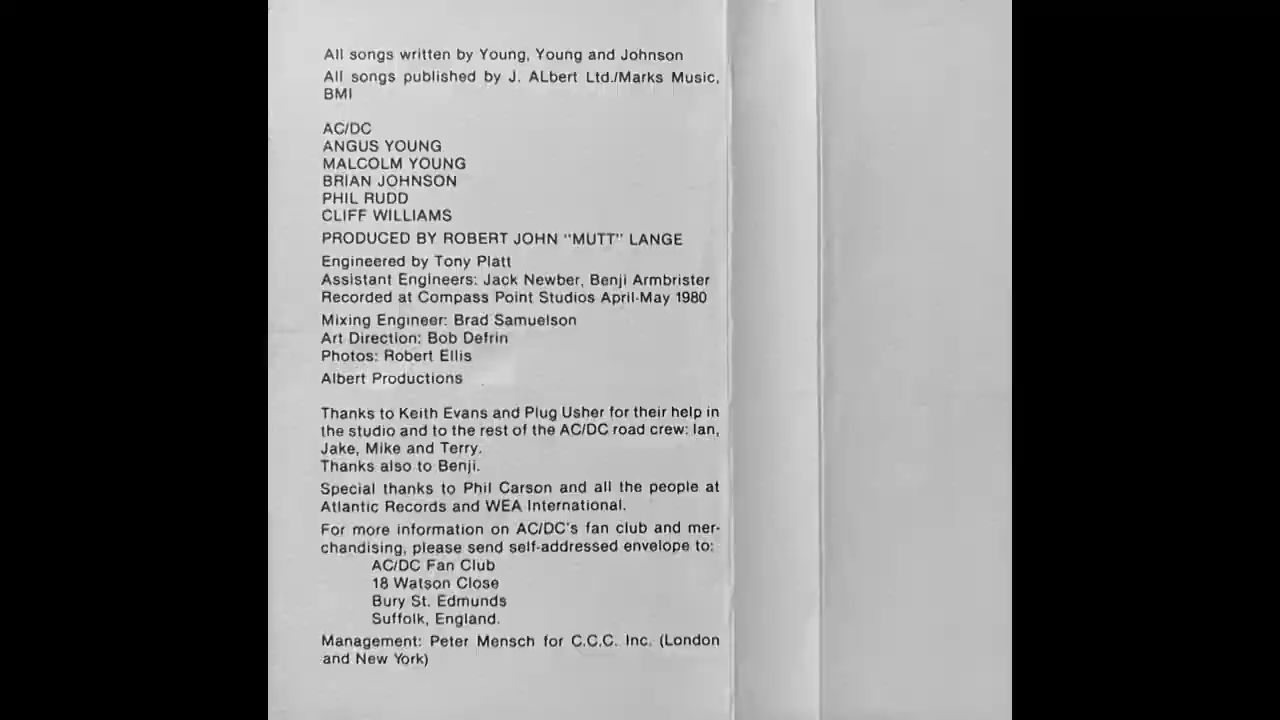 All songs written by Young, Young and Johnson
All songs published by J. ALbert Ltd./Marks Music,
BMI
AC/DC
ANGUS YOUNG
MALCOLM YOUNG
BRIAN JOHNSON
PHIL RUDD
CLIFF WILLIAMS
PRODUCED BY ROBERT JOHN "MUTT" LANGE
Engineered by Tony Platt
Assistant Engineers: Jack Newber, Benji Armbrister
Recorded at Compass Point Studios April-May 1980
Mixing Engineer: Brad Samuelson
Art Direction: Bob Defrin
Photos: Robert Ellis
Albert Productions
Thanks to Keith Evans and Plug Usher for their help in
the studio and to the rest of the AC/DC road crew: Ian,
Jake, Mike and Terry.
Thanks also to Benji.
Special thanks to Phil Carson and all the people at
Atlantic Records and WEA International.
For more information on AC/DC's fan club and mer-
chandising, please send self-addressed envelope to:
AC/DC Fan Club
18 Watson Close
Bury St. Edmunds
Suffolk, England.
Management: Peter Mensch for C.C.C. Inc. (London
and New York)